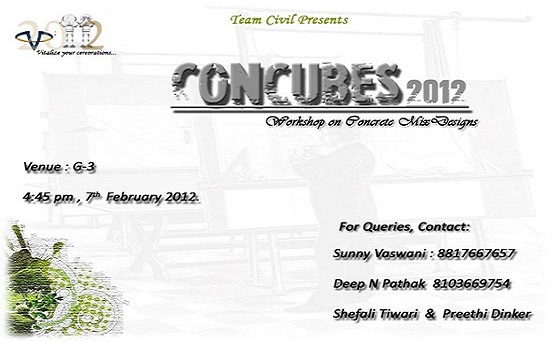 Team Civil Presents
2012
Vitalize your cerebrations...
CONCUBES 2012
Workshop on Concrete MixDesigns
Venue : G-3
4:45 pm , 7th February 2012.
For Queries, Contact:
Sunny Vaswani : 8817667657
Deep N Pathak 8103669754
Shefali Tiwari & Preethi Dinker